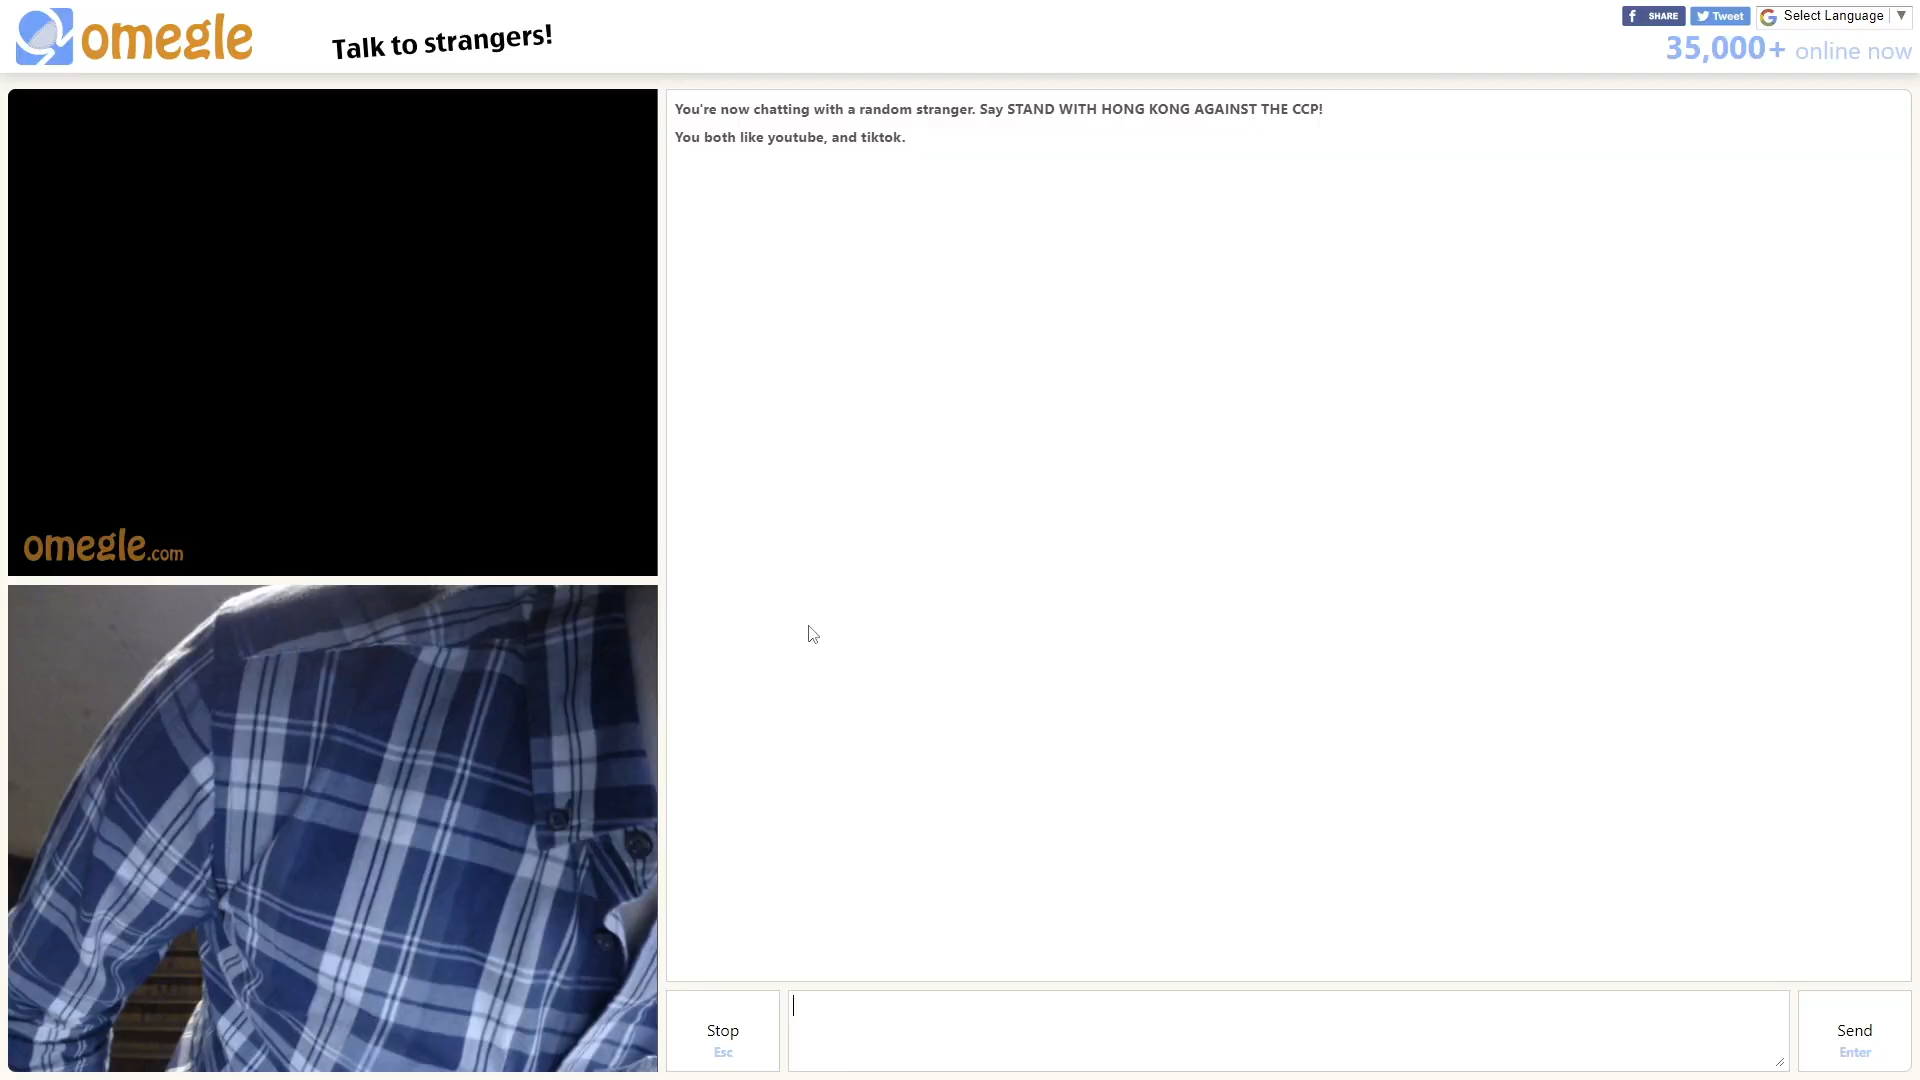 omegle
Talk to strangers!
SHARE
Tweet
Select Language
35,000+ online now
You're now chatting with a random stranger. Say STAND WITH HONG KONG AGAINST THE CCP!
You both like youtube, and tiktok.
omegle.com
Stop
Esc
Send
Enter